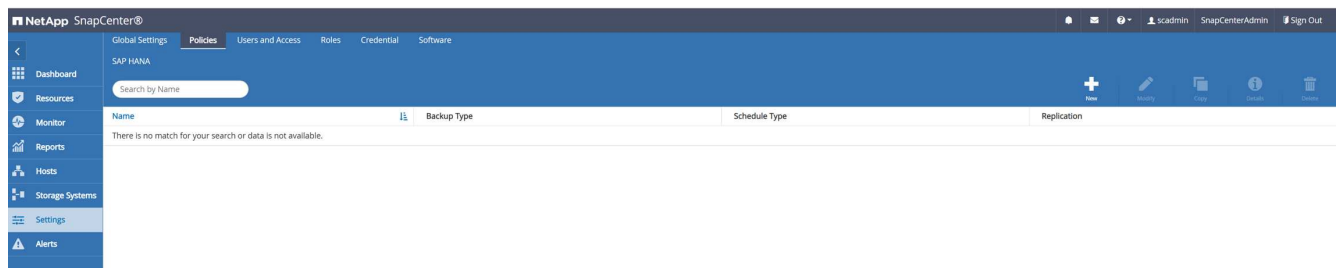 NetApp SnapCenter®
scadmin SnapCenterAdmin Sign Out
Global Settings Policies Users and Access Roles Credential Software
SAP HANA
Search by Name
New Modify Copy Details Delete
Dashboard
Resources
Monitor
Reports
Hosts
Storage Systems
Settings
Alerts
Name Backup Type Schedule Type Replication
There is no match for your search or data is not available.